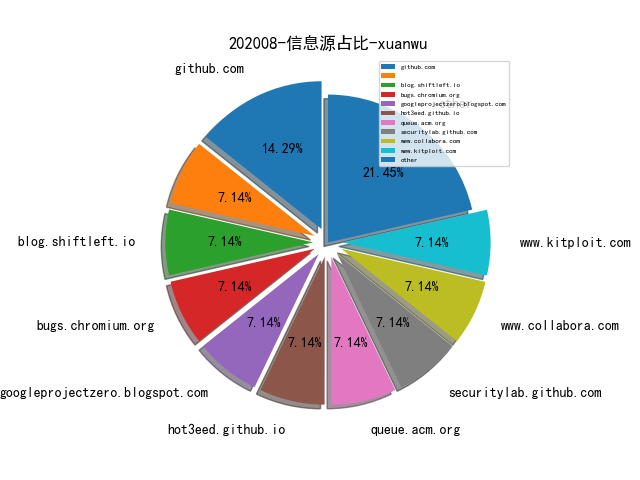 202008-信息源占比-xuanwu
github.com
blog.shiftleft.io
bugs.chromium.org
googleprojectzero.blogspot.com
hot3eed.github.io
queue.acm.org
securitylab.github.com
www.collabora.com
www.kitploit.com
other
14.29%
7.14%
7.14%
7.14%
7.14%
7.14%
7.14%
7.14%
7.14%
7.14%
21.45%
github.com
blog.shiftleft.io
bugs.chromium.org
googleprojectzero.blogspot.com
hot3eed.github.io
queue.acm.org
securitylab.github.com
www.collabora.com
www.kitploit.com
other